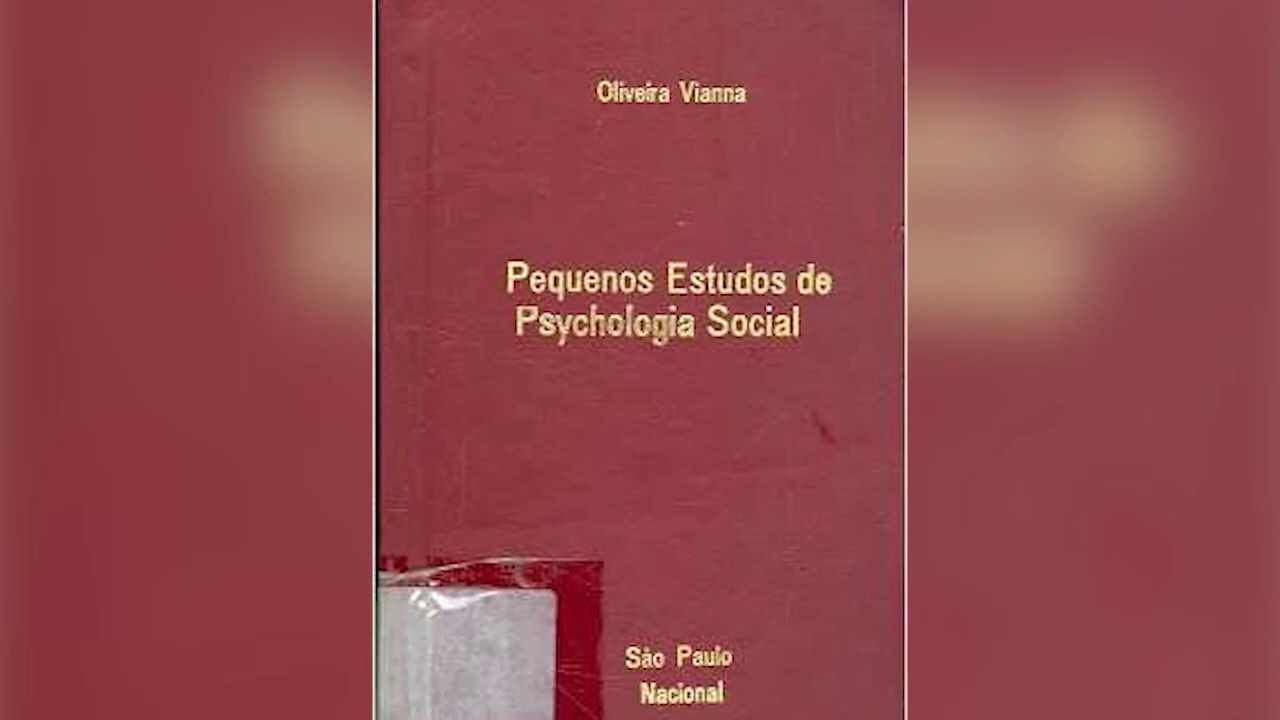 Oliveira Vianna
Pequenos Estudos de
Psychologia Social
São Paulo
Nacional